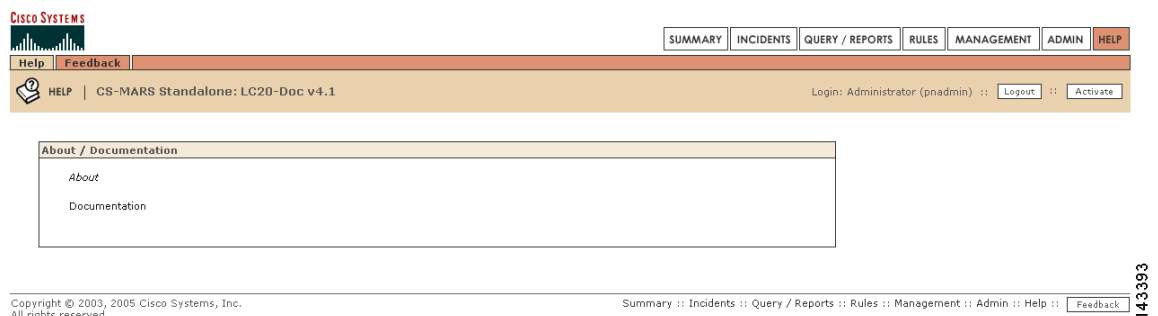 CISCO SYSTEMS
SUMMARY INCIDENTS QUERY / REPORTS RULES MANAGEMENT ADMIN HELP
Help Feedback
HELP | CS-MARS Standalone: LC20-Doc v4.1 Login: Administrator (pnadmin) :: Logout :: Activate
About / Documentation
About
Documentation
Copyright © 2003, 2005 Cisco Systems, Inc. Summary :: Incidents :: Query / Reports :: Rules :: Management :: Admin :: Help :: Feedback
All rights reserved
143393